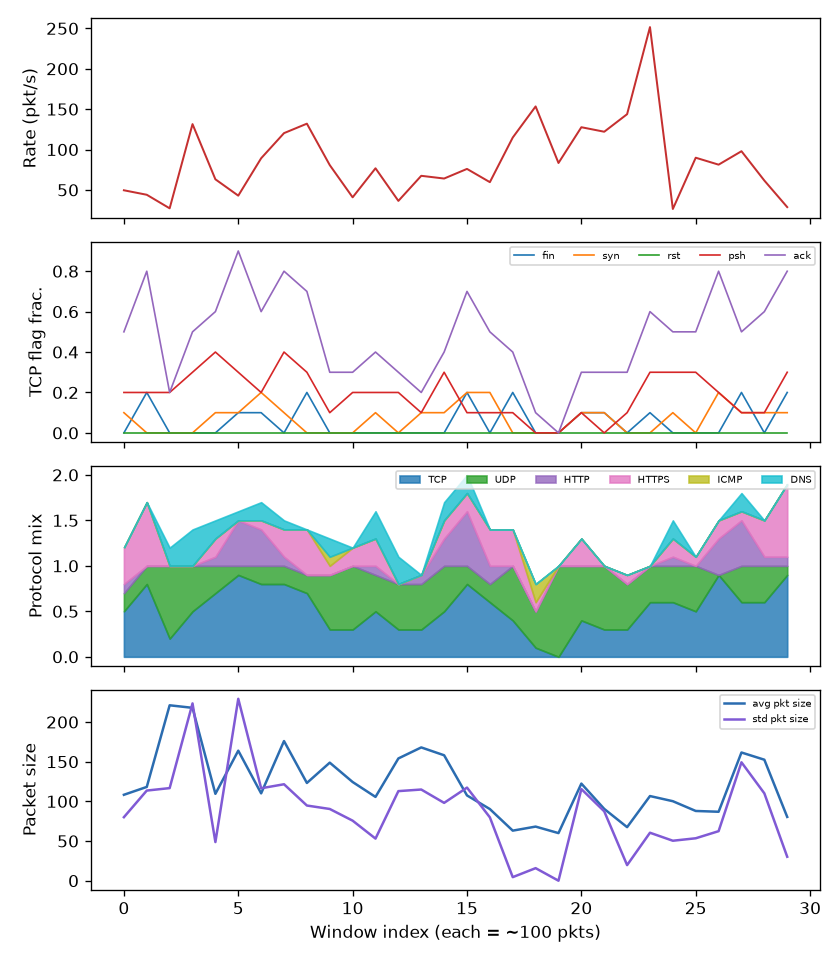 250
200
150
100
50
Rate (pkt/s)
fin syn rst psh ack
0.8
0.6
0.4
0.2
0.0
TCP flag frac.
TCP UDP HTTP HTTPS ICMP DNS
2.0
1.5
1.0
0.5
0.0
Protocol mix
avg pkt size
std pkt size
200
150
100
50
0
Packet size
0 5 10 15 20 25 30
Window index (each = ~100 pkts)